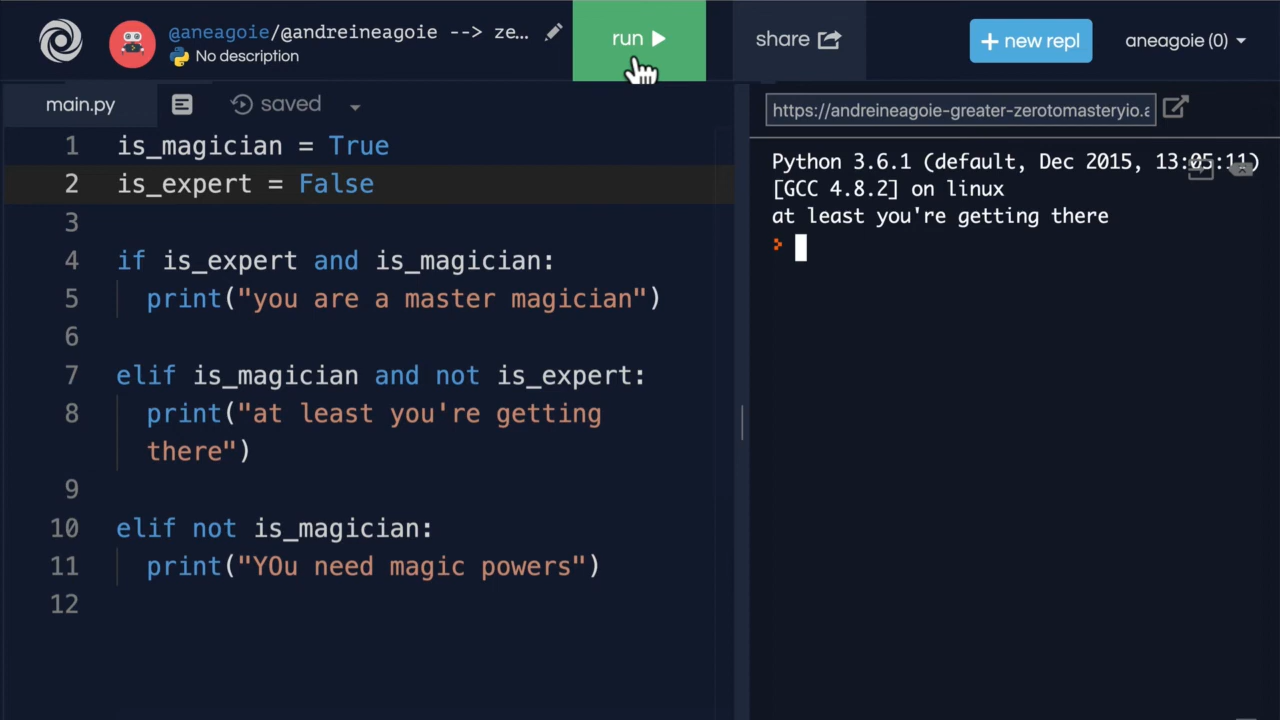 @aneagoie/@andreineagoie --> ze...
No description
run
share
+ new repl
aneagoie (0)
main.py
saved
https://andreineagoie-greater-zerotomasteryio.a
1 is_magician = True
2 is_expert = False
3
4 if is_expert and is_magician:
5 print("you are a master magician")
6
7 elif is_magician and not is_expert:
8 print("at least you're getting
there")
9
10 elif not is_magician:
11 print("YOu need magic powers")
12
Python 3.6.1 (default, Dec 2015, 13:05:11)
[GCC 4.8.2] on linux
at least you're getting there